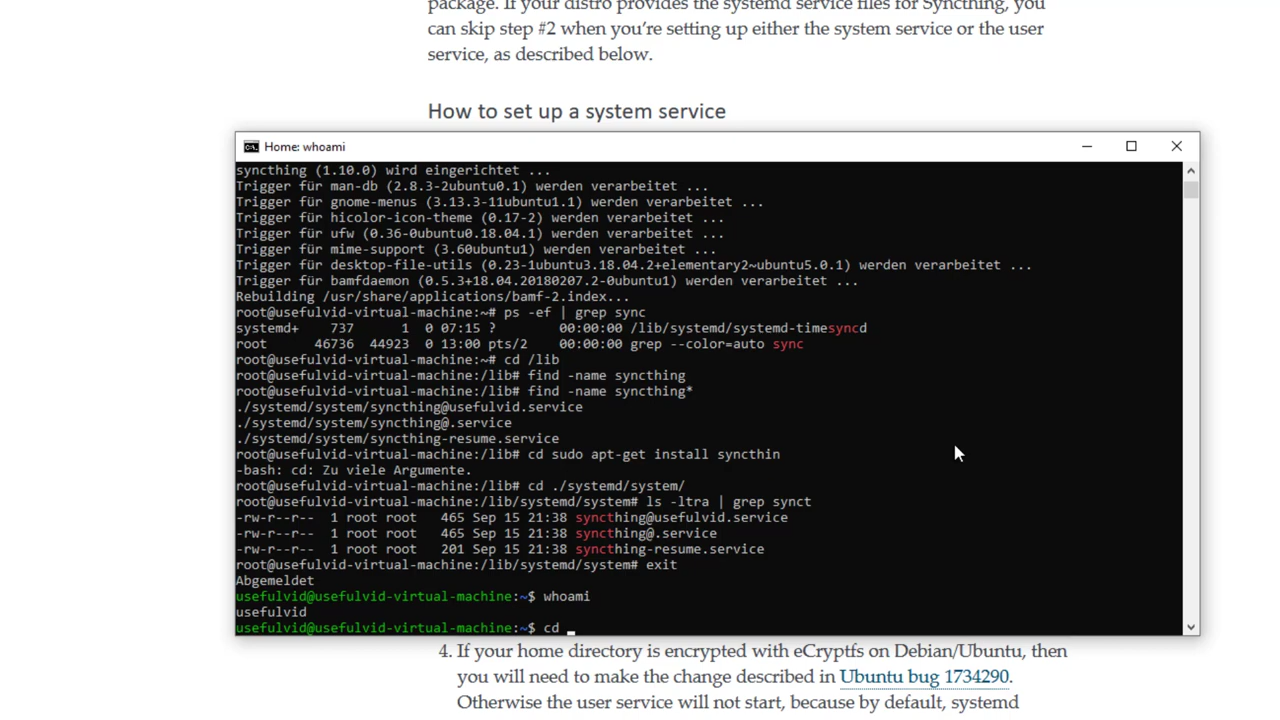 package. If your distro provides the systemd service files for Syncthing, you
can skip step #2 when you're setting up either the system service or the user
service, as described below.
How to set up a system service
Home: whoami
syncthing (1.10.0) wird eingerichtet ...
Trigger für man-db (2.8.3-2ubuntu0.1) werden verarbeitet ...
Trigger für gnome-menus (3.13.3-11ubuntu1.1) werden verarbeitet ...
Trigger für hicolor-icon-theme (0.17-2) werden verarbeitet ...
Trigger für ufw (0.36-0ubuntu0.18.04.1) werden verarbeitet ...
Trigger für mime-support (3.60ubuntu1) werden verarbeitet ...
Trigger für desktop-file-utils (0.23-1ubuntu3.18.04.2+elementary2~ubuntu5.0.1) werden verarbeitet ...
Trigger für bamfdaemon (0.5.3+18.04.20180207.2-0ubuntu1) werden verarbeitet ...
Rebuilding /usr/share/applications/bamf-2.index...
root@usefulvid-virtual-machine:~# ps -ef | grep sync
systemd+    737      1  0 07:15 ?        00:00:00 /lib/systemd/systemd-timesyncd
root      46736  44923  0 13:00 pts/2    00:00:00 grep --color=auto sync
root@usefulvid-virtual-machine:~# cd /lib
root@usefulvid-virtual-machine:/lib# find -name syncthing
root@usefulvid-virtual-machine:/lib# find -name syncthing*
./systemd/system/syncthing@usefulvid.service
./systemd/system/syncthing@.service
./systemd/system/syncthing-resume.service
root@usefulvid-virtual-machine:/lib# cd sudo apt-get install syncthin
-bash: cd: Zu viele Argumente.
root@usefulvid-virtual-machine:/lib# cd ./systemd/system/
root@usefulvid-virtual-machine:/lib/systemd/system# ls -ltra | grep synct
-rw-r--r--  1 root root   465 Sep 15 21:38 syncthing@usefulvid.service
-rw-r--r--  1 root root   465 Sep 15 21:38 syncthing@.service
-rw-r--r--  1 root root   201 Sep 15 21:38 syncthing-resume.service
root@usefulvid-virtual-machine:/lib/systemd/system# exit
Abgemeldet
usefulvid@usefulvid-virtual-machine:~$ whoami
usefulvid
usefulvid@usefulvid-virtual-machine:~$ cd _
4. If your home directory is encrypted with eCryptfs on Debian/Ubuntu, then
you will need to make the change described in Ubuntu bug 1734290.
Otherwise the user service will not start, because by default, systemd